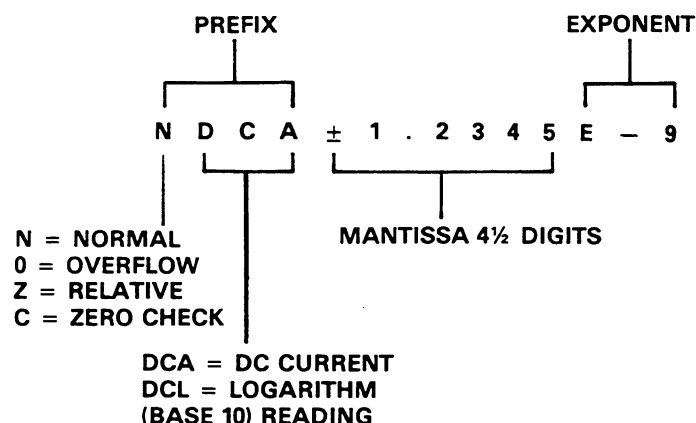 PREFIX EXPONENT
N D C A ± 1 . 2 3 4 5 E – 9
MANTISSA 4½ DIGITS
N = NORMAL
0 = OVERFLOW
Z = RELATIVE
C = ZERO CHECK
DCA = DC CURRENT
DCL = LOGARITHM
(BASE 10) READING